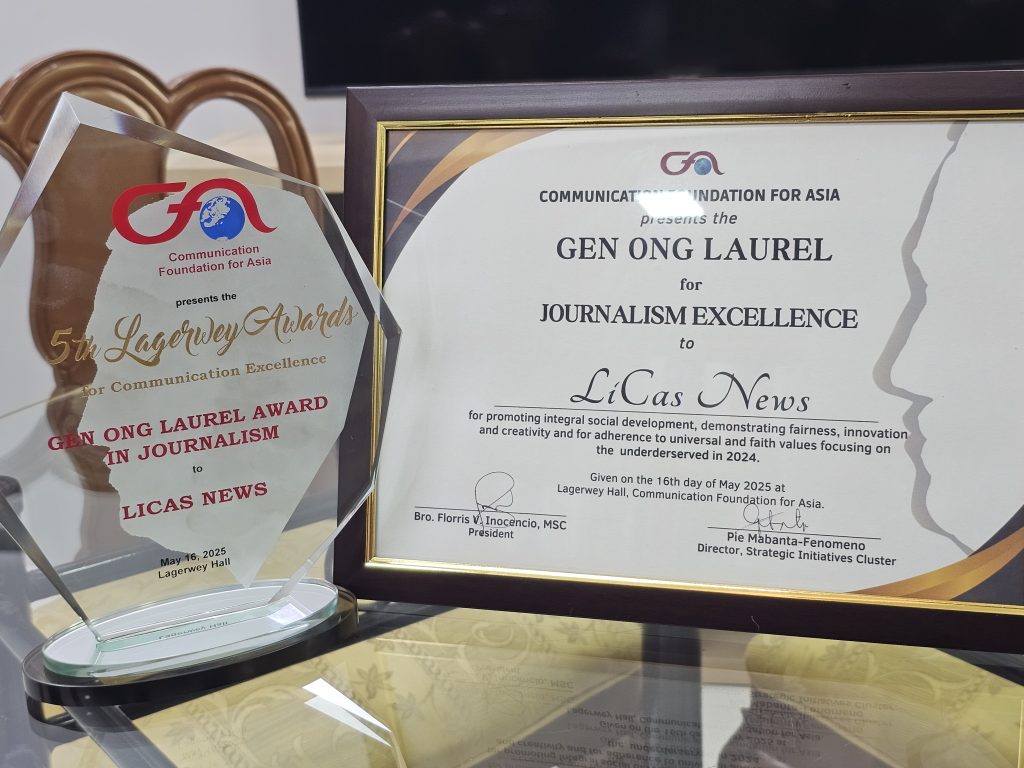 CFA
Communication
Foundation for Asia
presents the
5th Lagerwey Awards
for Communication Excellence
GEN ONG LAUREL AWARD
IN JOURNALISM
to
LICAS NEWS
May 16, 2025
Lagerwey Hall
CFA
COMMUNICATION FOUNDATION FOR ASIA
presents the
GEN ONG LAUREL
for
JOURNALISM EXCELLENCE
to
LiCas News
for promoting integral social development, demonstrating fairness, innovation
and creativity and for adherence to universal and faith values focusing on
the underderserved in 2024.
Given on the 16th day of May 2025 at
Lagerwey Hall, Communication Foundation for Asia.
Bro. Florris V. Inocencio, MSC
President
Pie Mabanta-Fenomeno
Director, Strategic Initiatives Cluster